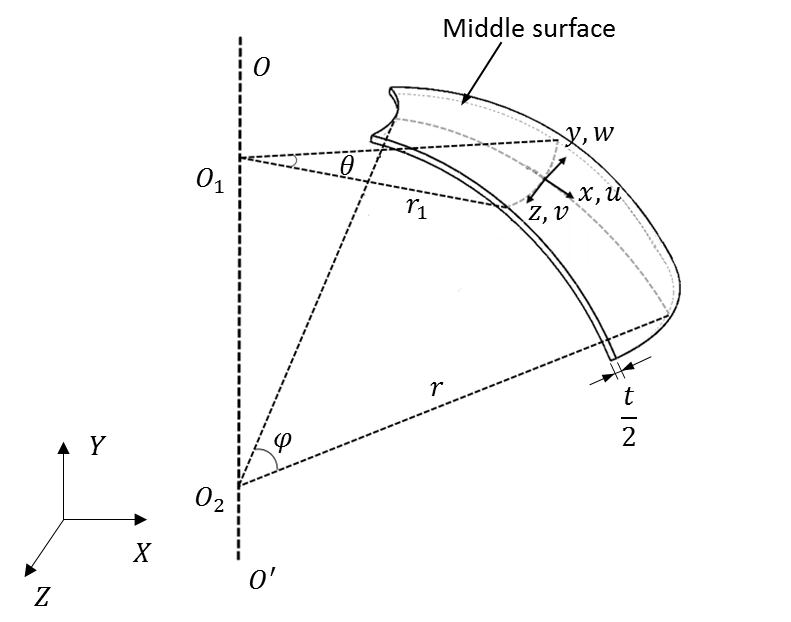 Middle surface
O
y, w
O₁
θ
x, u
r₁
z, v
r
t
2
φ
Y
O₂
X
O′
Z